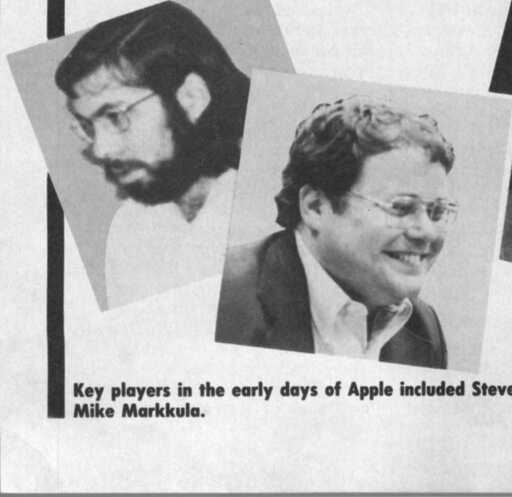 Key players in the early days of Apple included Steve
Mike Markkula.